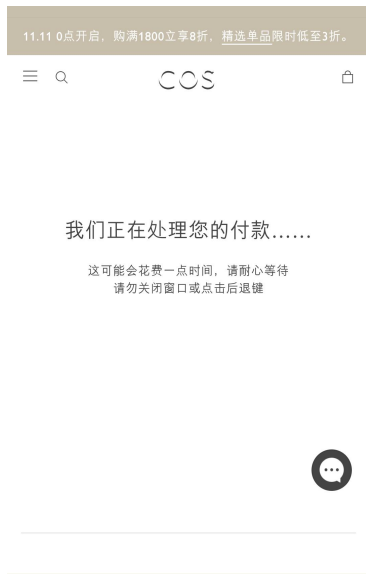 11.11 0点开启，购满1800立享8折，精选单品限时低至3折。
COS
我们正在处理您的付款……
这可能会花费一点时间，请耐心等待
请勿关闭窗口或点击后退键